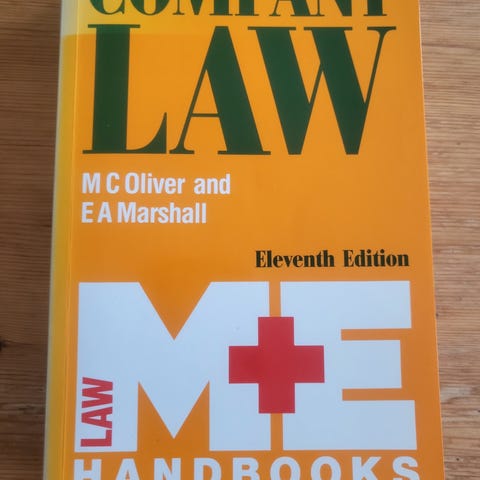 COMPANY
LAW
M C Oliver and
E A Marshall
Eleventh Edition
M+E
LAW
HANDBOOKS